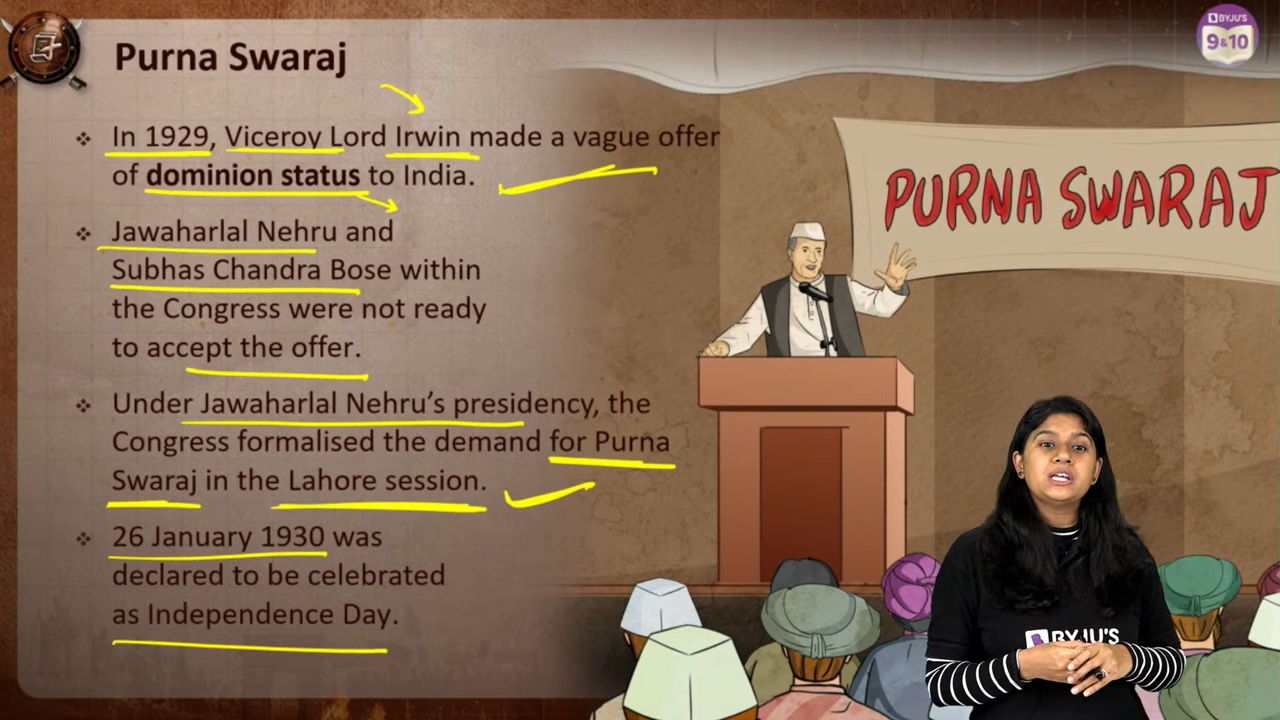 Purna Swaraj
❖ In 1929, Viceroy Lord Irwin made a vague offer
of dominion status to India.
❖ Jawaharlal Nehru and
Subhas Chandra Bose within
the Congress were not ready
to accept the offer.
❖ Under Jawaharlal Nehru’s presidency, the
Congress formalised the demand for Purna
Swaraj in the Lahore session.
❖ 26 January 1930 was
declared to be celebrated
as Independence Day.
BYJU'S
9&10
PURNA SWARAJ
BYJU'S